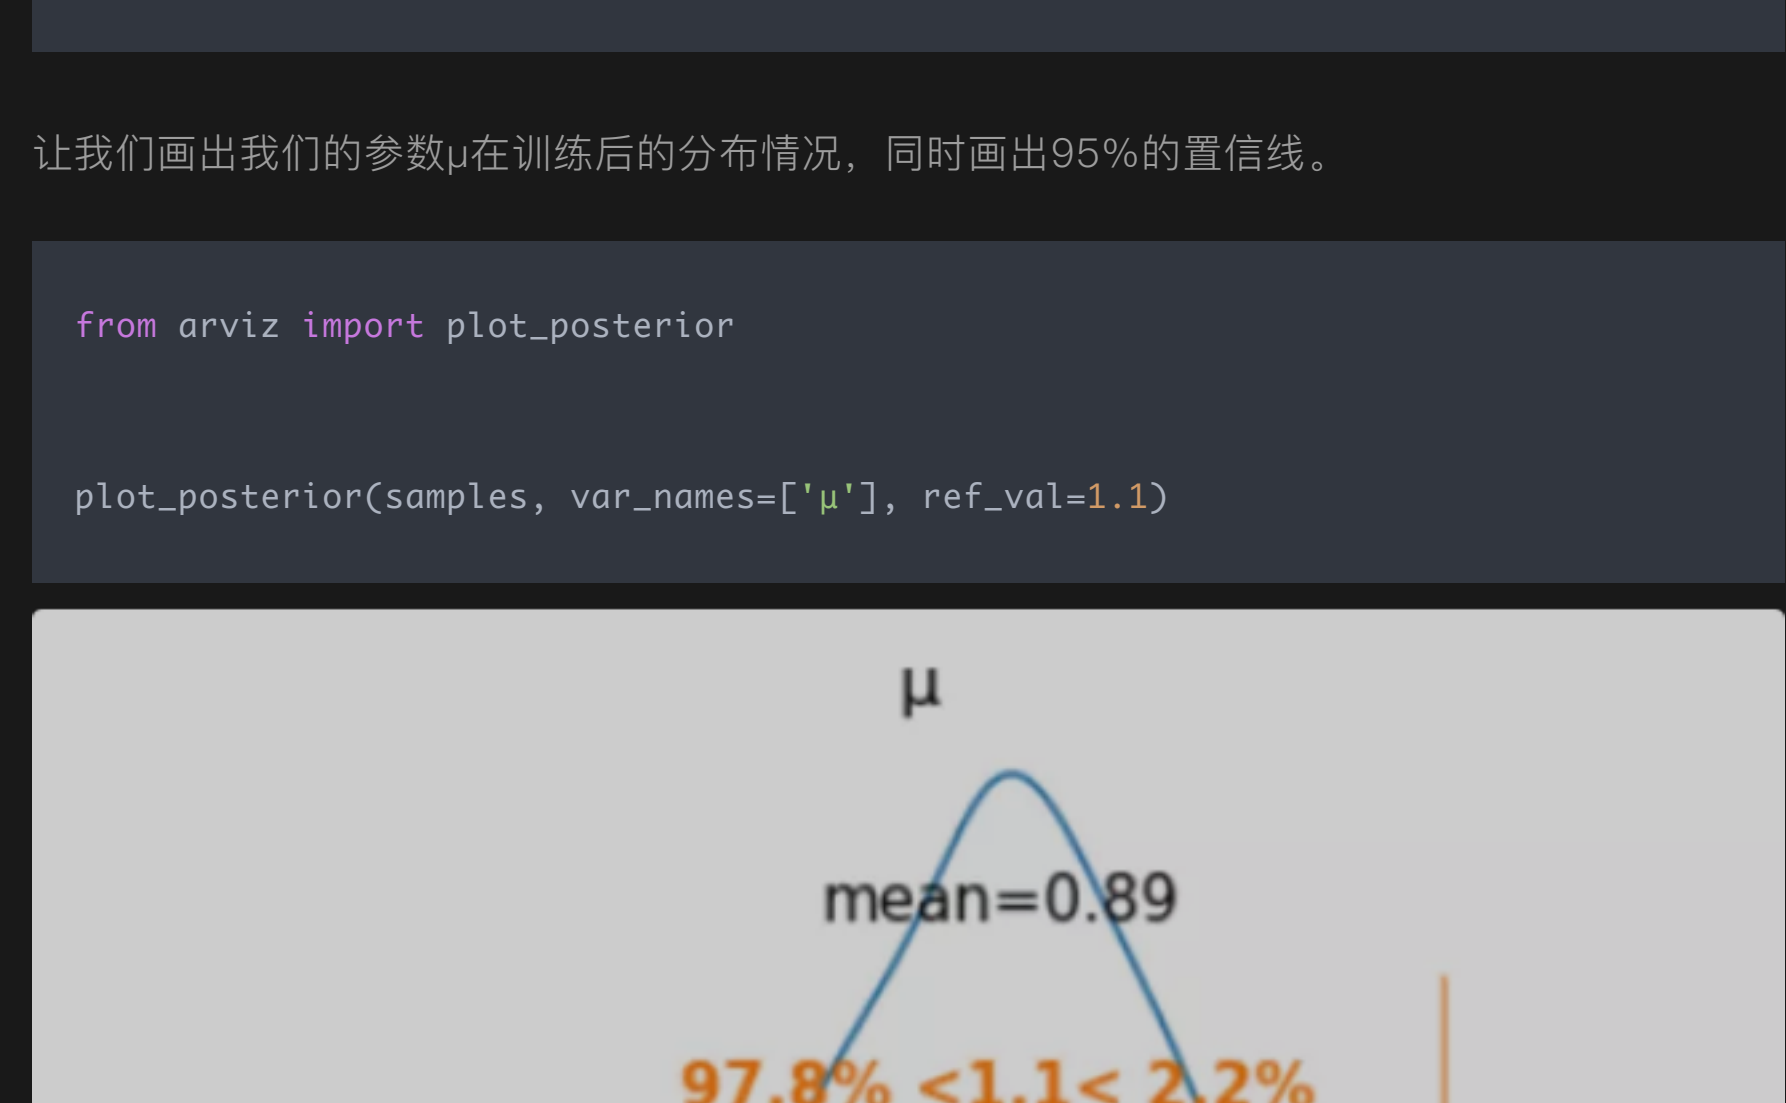 让我们画出我们的参数μ在训练后的分布情况，同时画出95%的置信线。
from arviz import plot_posterior
plot_posterior(samples, var_names=['μ'], ref_val=1.1)
μ
mean=0.89
97.8% <1.1< 2.2%